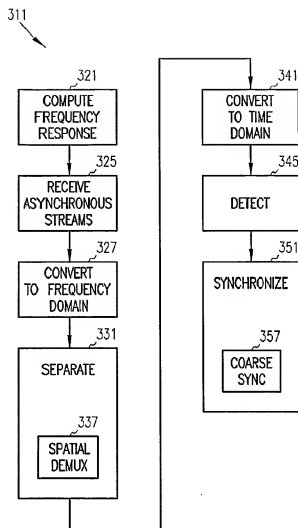 311
321
COMPUTE
FREQUENCY
RESPONSE
325
RECEIVE
ASYNCHRONOUS
STREAMS
327
CONVERT
TO FREQUENCY
DOMAIN
331
SEPARATE
337
SPATIAL
DEMUX
341
CONVERT
TO TIME
DOMAIN
345
DETECT
351
SYNCHRONIZE
357
COARSE
SYNC